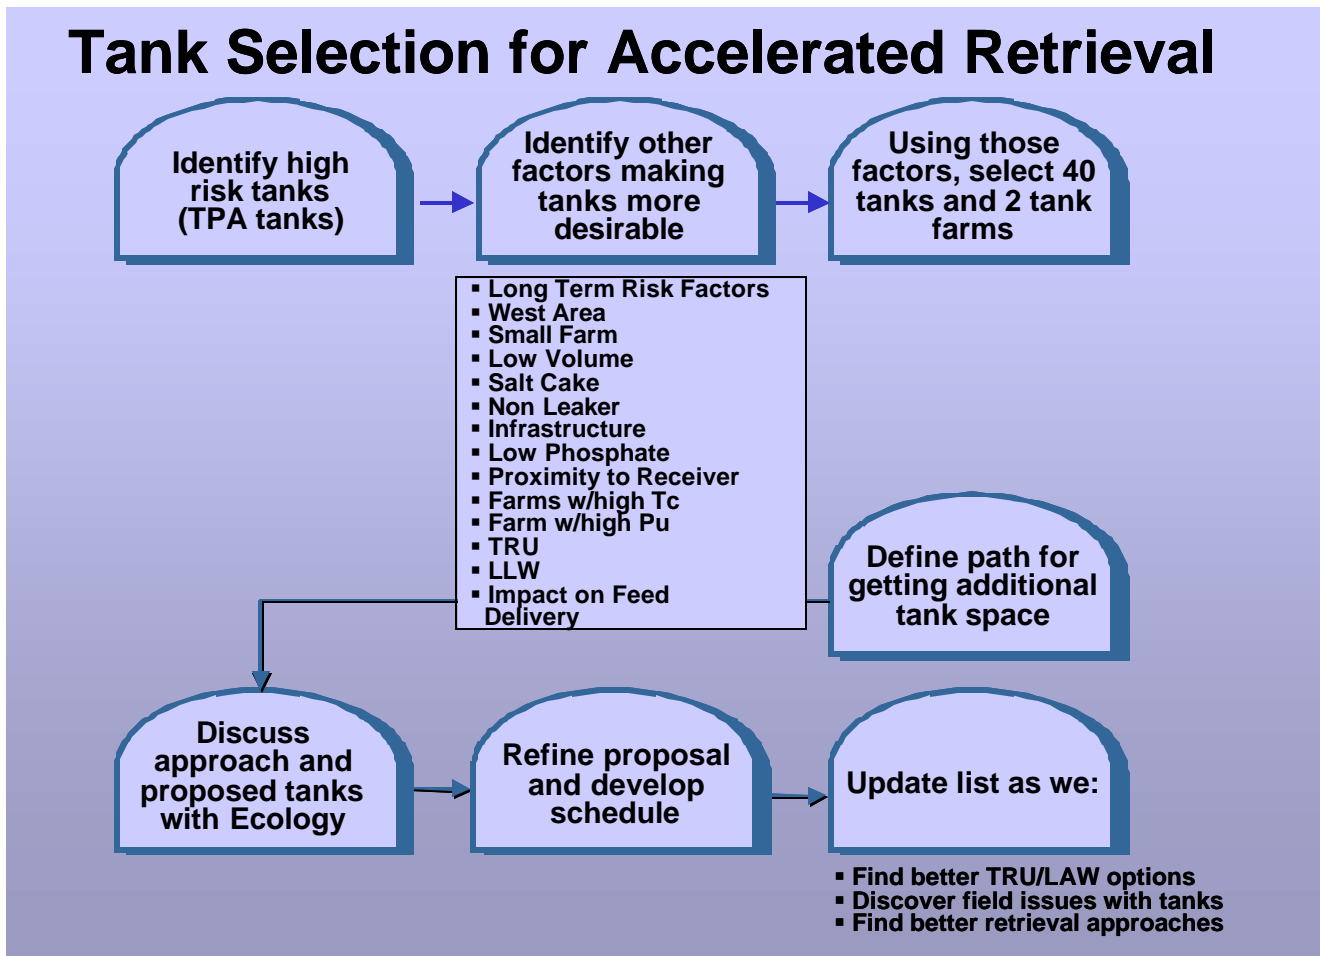 Tank Selection for Accelerated Retrieval
Identify high
risk tanks
(TPA tanks)
Identify other
factors making
tanks more
desirable
Using those
factors, select 40
tanks and 2 tank
farms
▪ Long Term Risk Factors
▪ West Area
▪ Small Farm
▪ Low Volume
▪ Salt Cake
▪ Non Leaker
▪ Infrastructure
▪ Low Phosphate
▪ Proximity to Receiver
▪ Farms w/high Tc
▪ Farm w/high Pu
▪ TRU
▪ LLW
▪ Impact on Feed
Delivery
Define path for
getting additional
tank space
Discuss
approach and
proposed tanks
with Ecology
Refine proposal
and develop
schedule
Update list as we:
▪ Find better TRU/LAW options
▪ Discover field issues with tanks
▪ Find better retrieval approaches